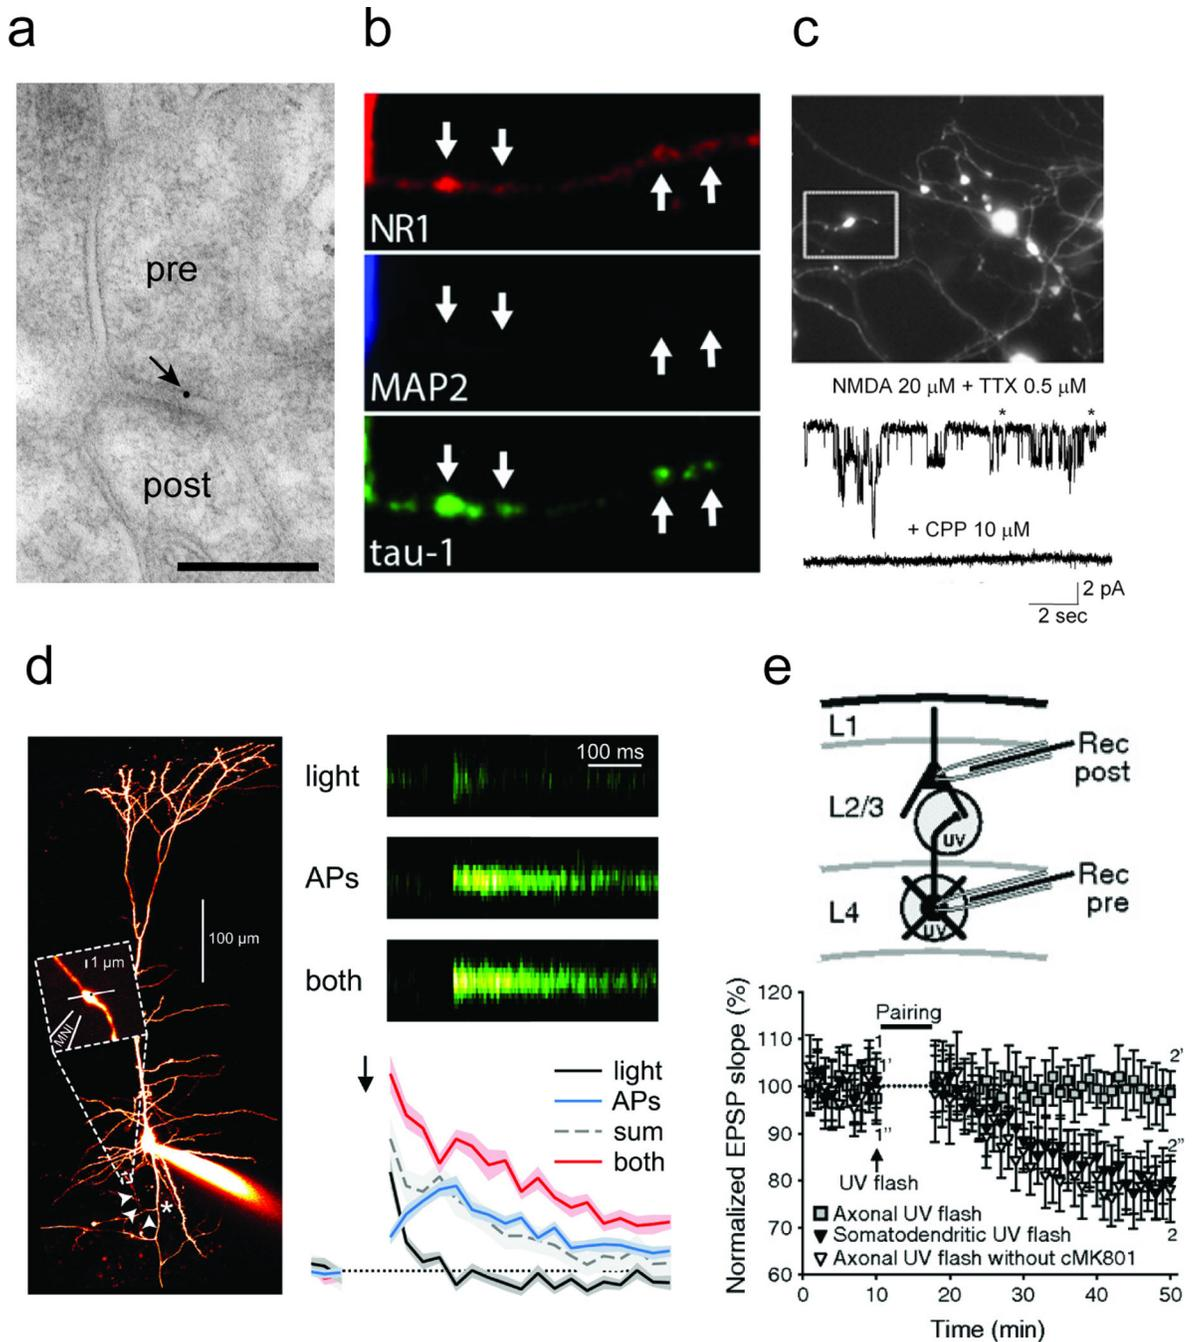 a
b
c
pre
post
NR1
MAP2
tau-1
NMDA 20 µM + TTX 0.5 µM
* *
+ CPP 10 µM
2 pA
2 sec
d
e
100 µm
1 µm
MNI
*
light
100 ms
APs
both
light
APs
sum
both
L1
Rec
post
L2/3
UV
Rec
pre
L4
UV
Normalized EPSP slope (%)
120
110
100
90
80
70
60
Pairing
1
1'
1"
2'
2"
2
UV flash
Axonal UV flash
Somatodendritic UV flash
Axonal UV flash without cMK801
0 10 20 30 40 50
Time (min)